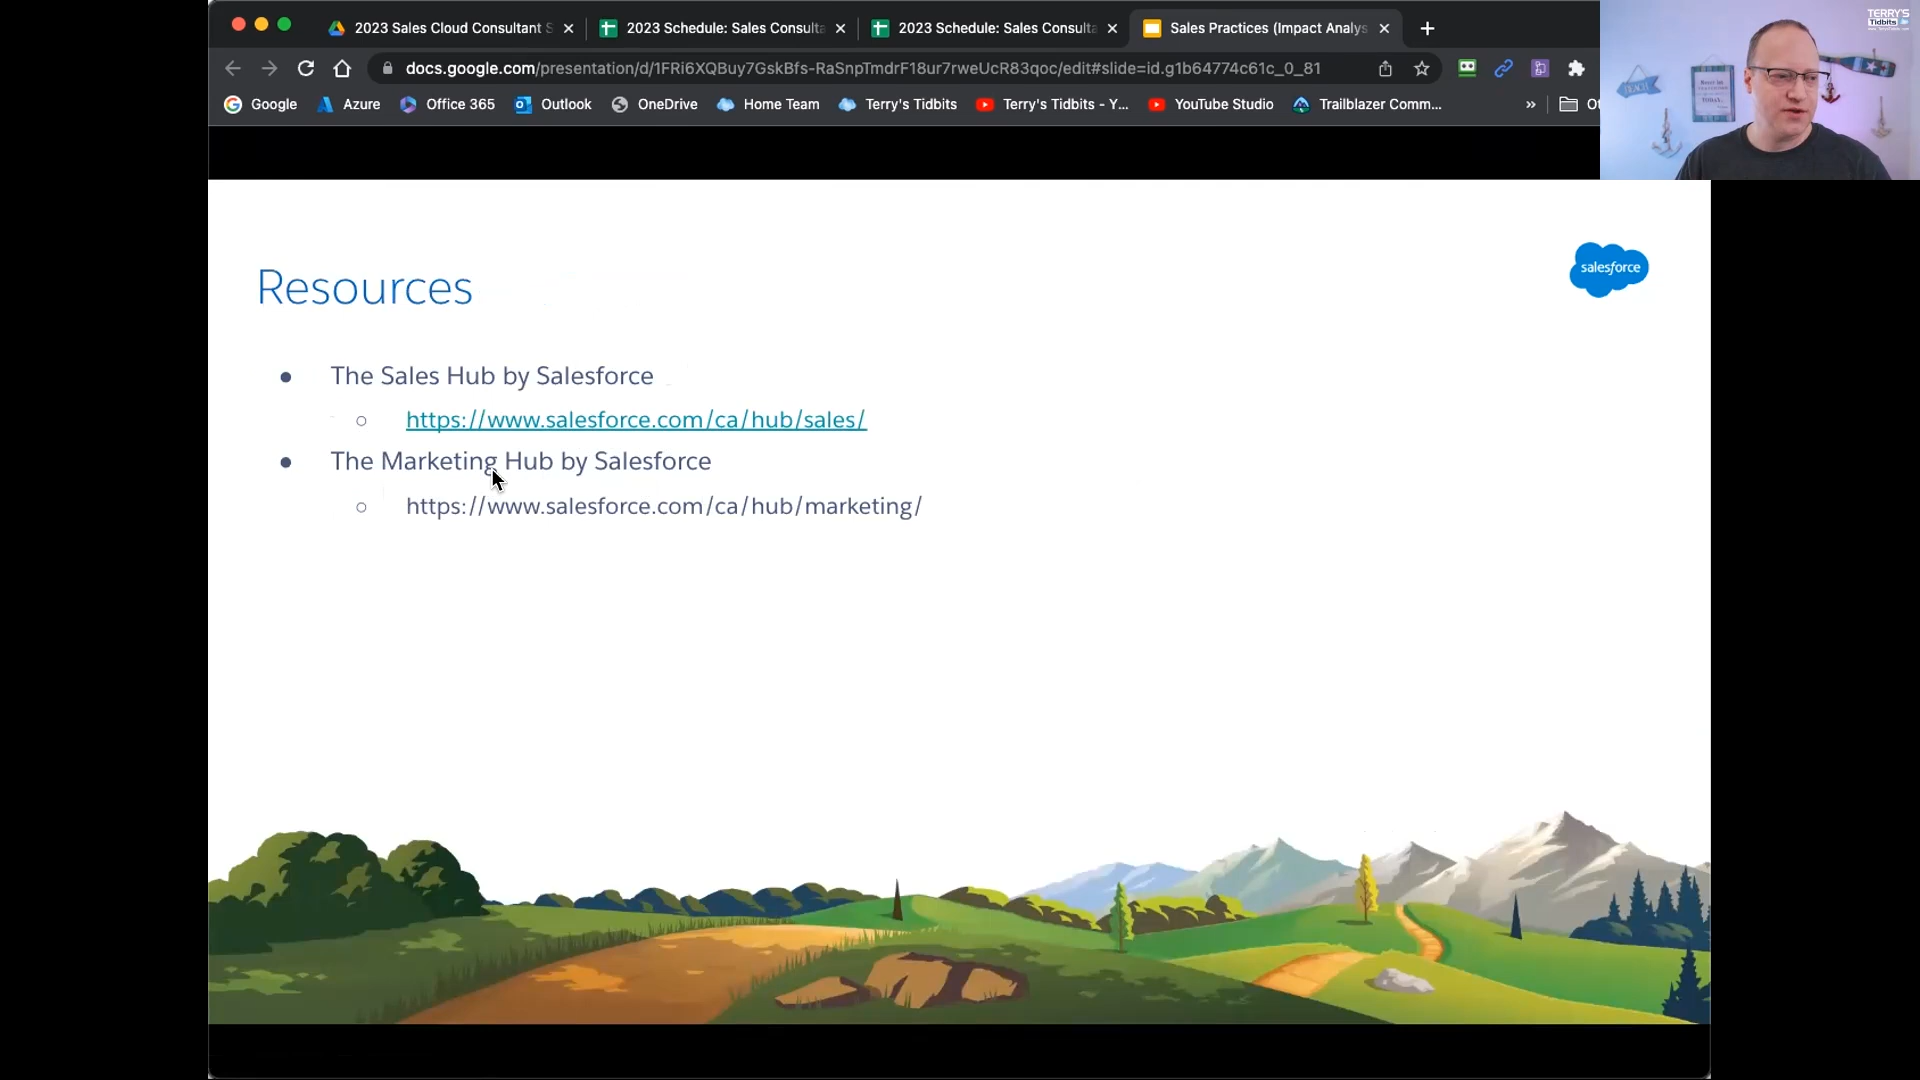 2023 Sales Cloud Consultant S
2023 Schedule: Sales Consulta
2023 Schedule: Sales Consulta
Sales Practices (Impact Analys
TERRY'S
Tidbits
docs.google.com/presentation/d/1FRi6XQBuy7GskBfs-RaSnpTmdrF18ur7rweUcR83qoc/edit#slide=id.g1b64774c61c_0_81
Google
Azure
Office 365
Outlook
OneDrive
Home Team
Terry's Tidbits
Terry's Tidbits - Y...
YouTube Studio
Trailblazer Comm...
»
Ot
Resources
salesforce
● The Sales Hub by Salesforce
○ https://www.salesforce.com/ca/hub/sales/
● The Marketing Hub by Salesforce
○ https://www.salesforce.com/ca/hub/marketing/